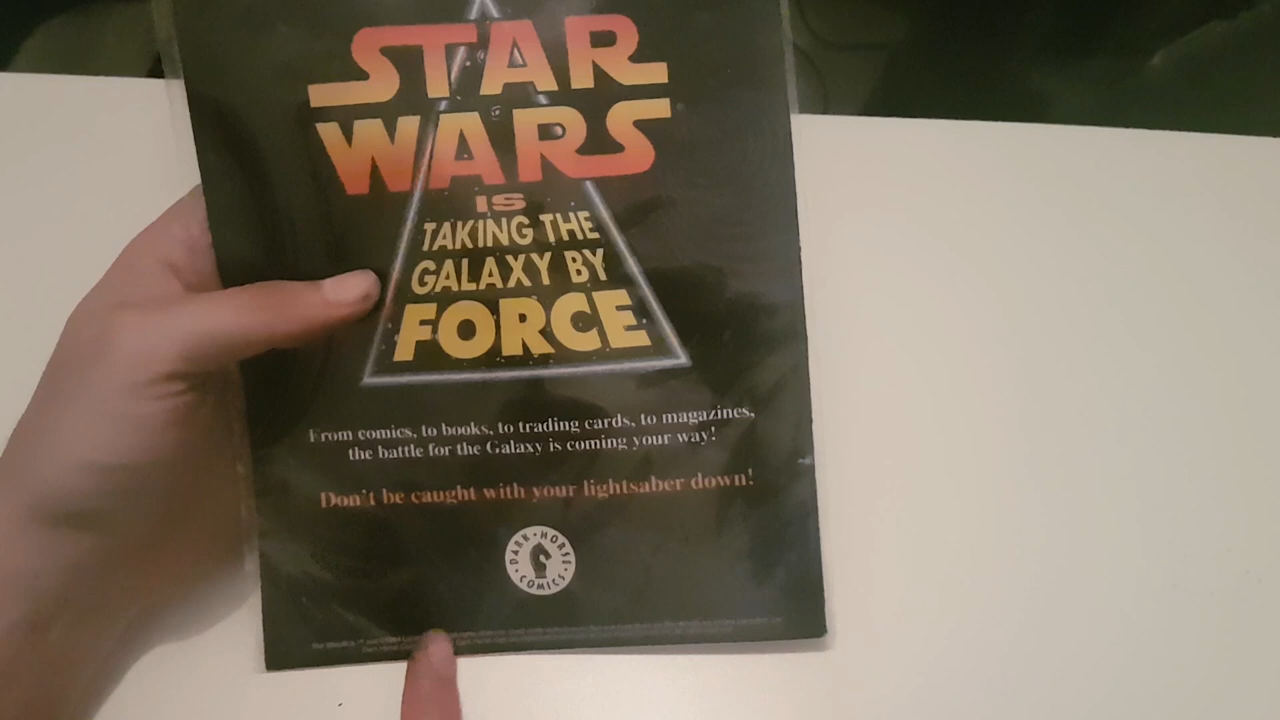 STAR
WARS
IS
TAKING THE
GALAXY BY
FORCE
From comics, to books, to trading cards, to magazines,
the battle for the Galaxy is coming your way!
Don't be caught with your lightsaber down!
DARK HORSE COMICS